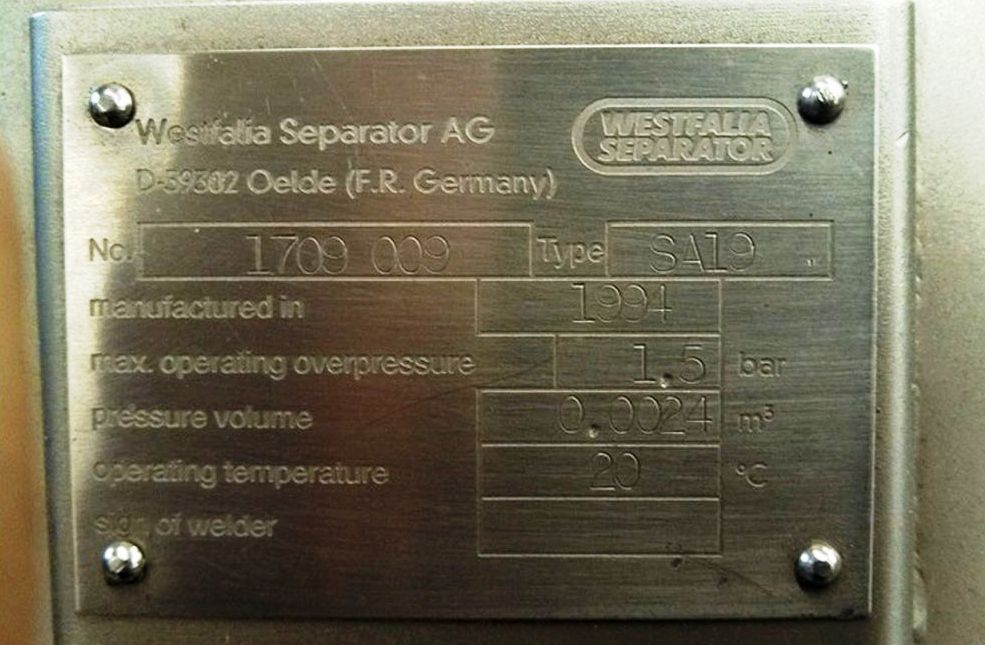 Westfalia Separator AG
WESTFALIA
SEPARATOR
D-59302 Oelde (F.R. Germany)
No. 1709 009 Type SA19
manufactured in 1994
max. operating overpressure 1.5 bar
pressure volume 0.0024 m³
operating temperature 20 °C
sign of welder